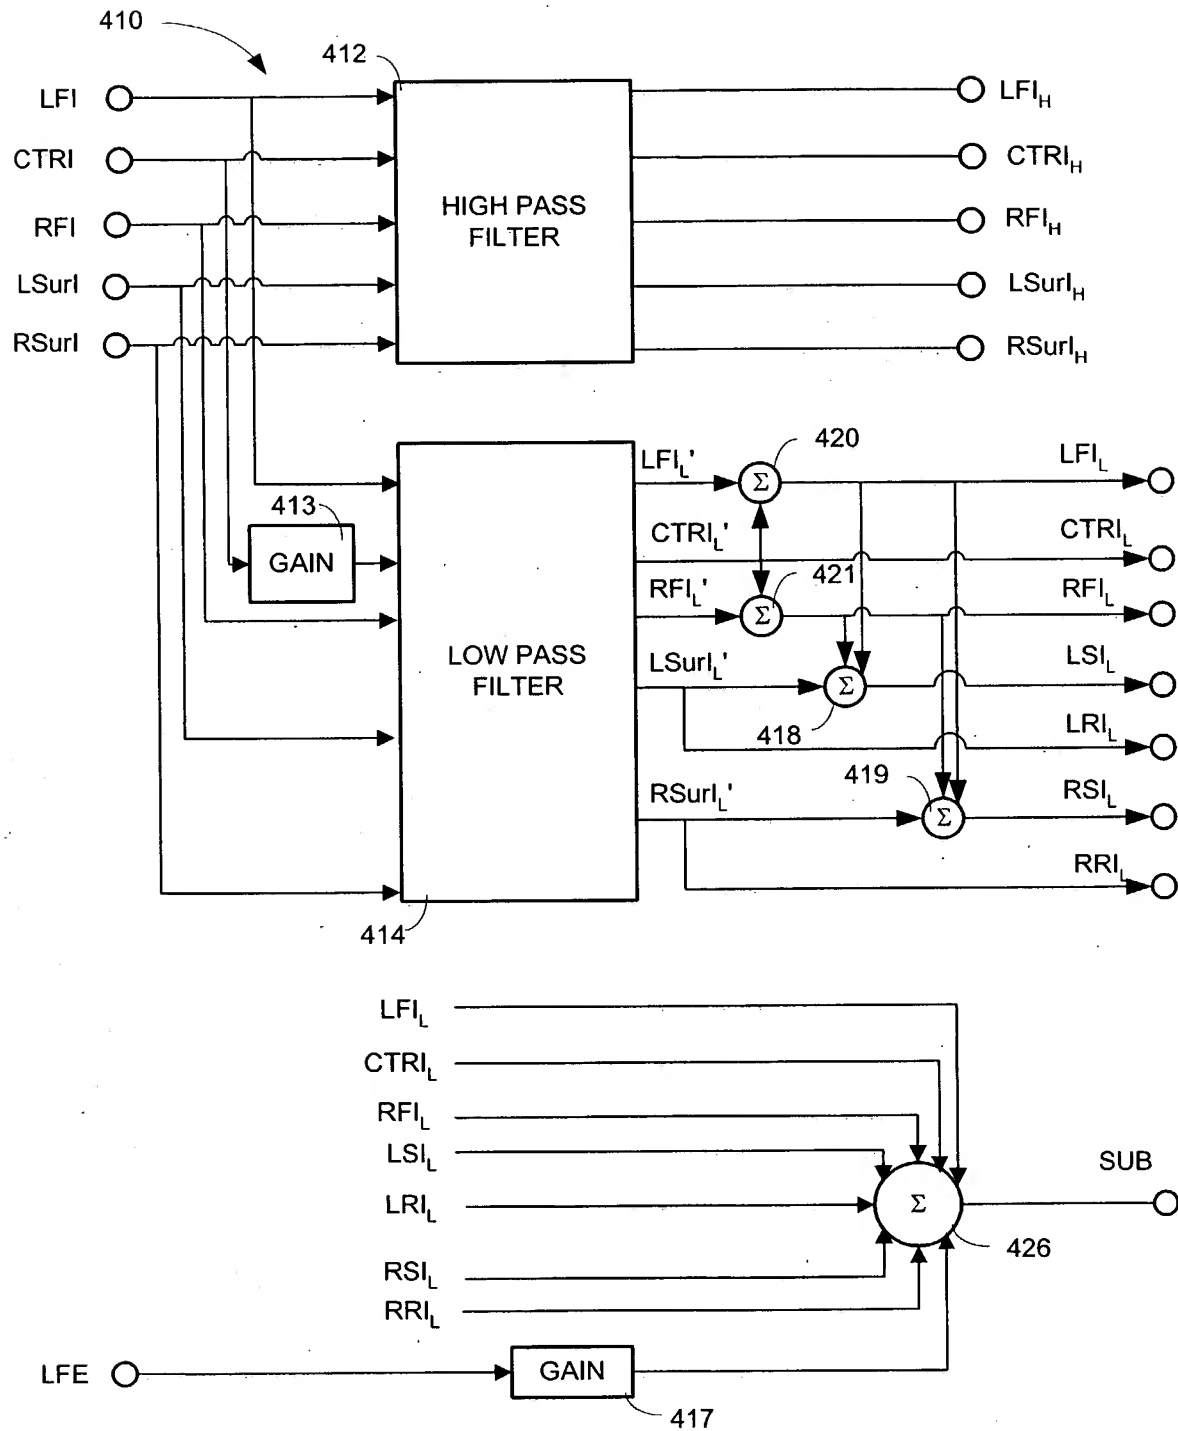 410
412
LFI
CTRI
RFI
LSurI
RSurI
HIGH PASS
FILTER
LFI_H
CTRI_H
RFI_H
LSurI_H
RSurI_H
413
GAIN
LOW PASS
FILTER
414
LFI_L'
CTRI_L'
RFI_L'
LSurI_L'
RSurI_L'
420
Σ
421
Σ
418
Σ
419
Σ
LFI_L
CTRI_L
RFI_L
LSI_L
LRI_L
RSI_L
RRI_L
LFI_L
CTRI_L
RFI_L
LSI_L
LRI_L
RSI_L
RRI_L
Σ
426
SUB
LFE
GAIN
417